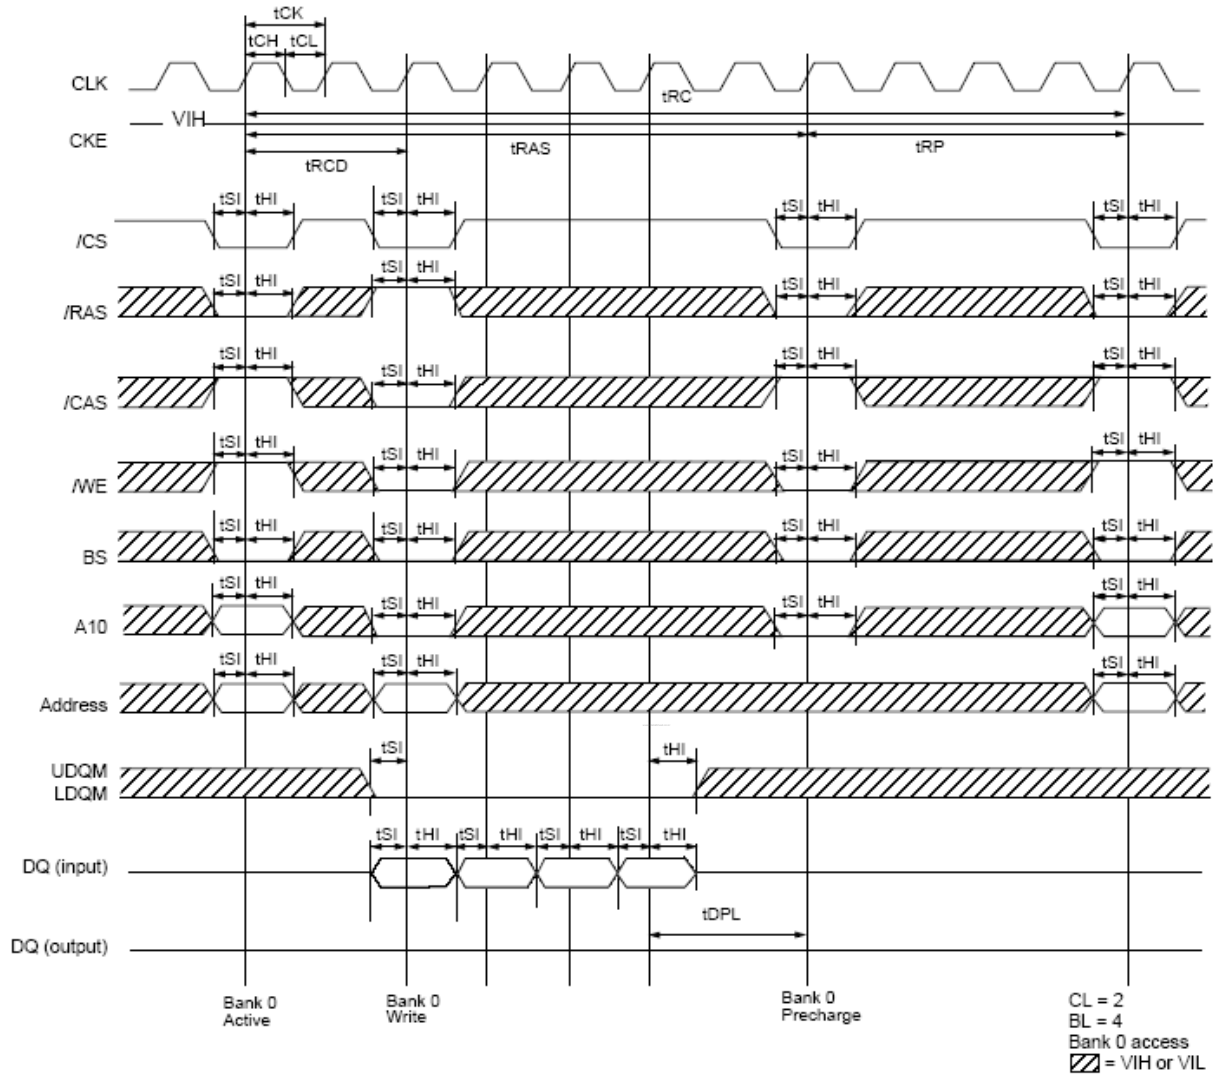 tCK
tCH tCL
CLK
tRC
VIH
CKE
tRAS tRP
tRCD
tSI tHI tSI tHI tSI tHI tSI tHI
/CS
tSI tHI
tSI tHI tSI tHI tSI tHI
/RAS
tSI tHI tSI tHI tSI tHI
tSI tHI
/CAS
tSI tHI tSI tHI
tSI tHI tSI tHI
/WE
tSI tHI tSI tHI tSI tHI tSI tHI
BS
tSI tHI tSI tHI tSI tHI tSI tHI
A10
tSI tHI tSI tHI tSI tHI
Address
tSI tHI
UDQM
LDQM
tSI tHI tSI tHI tSI tHI tSI tHI
DQ (input)
tDPL
DQ (output)
Bank 0
Active
Bank 0
Write
Bank 0
Precharge
CL = 2
BL = 4
Bank 0 access
= VIH or VIL